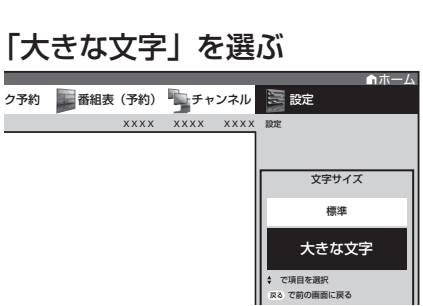 「大きな文字」を選ぶ
ホーム
ク予約 番組表（予約） チャンネル 設定
XXXX XXXX XXXX 設定
文字サイズ
標準
大きな文字
で項目を選択
戻る で前の画面に戻る